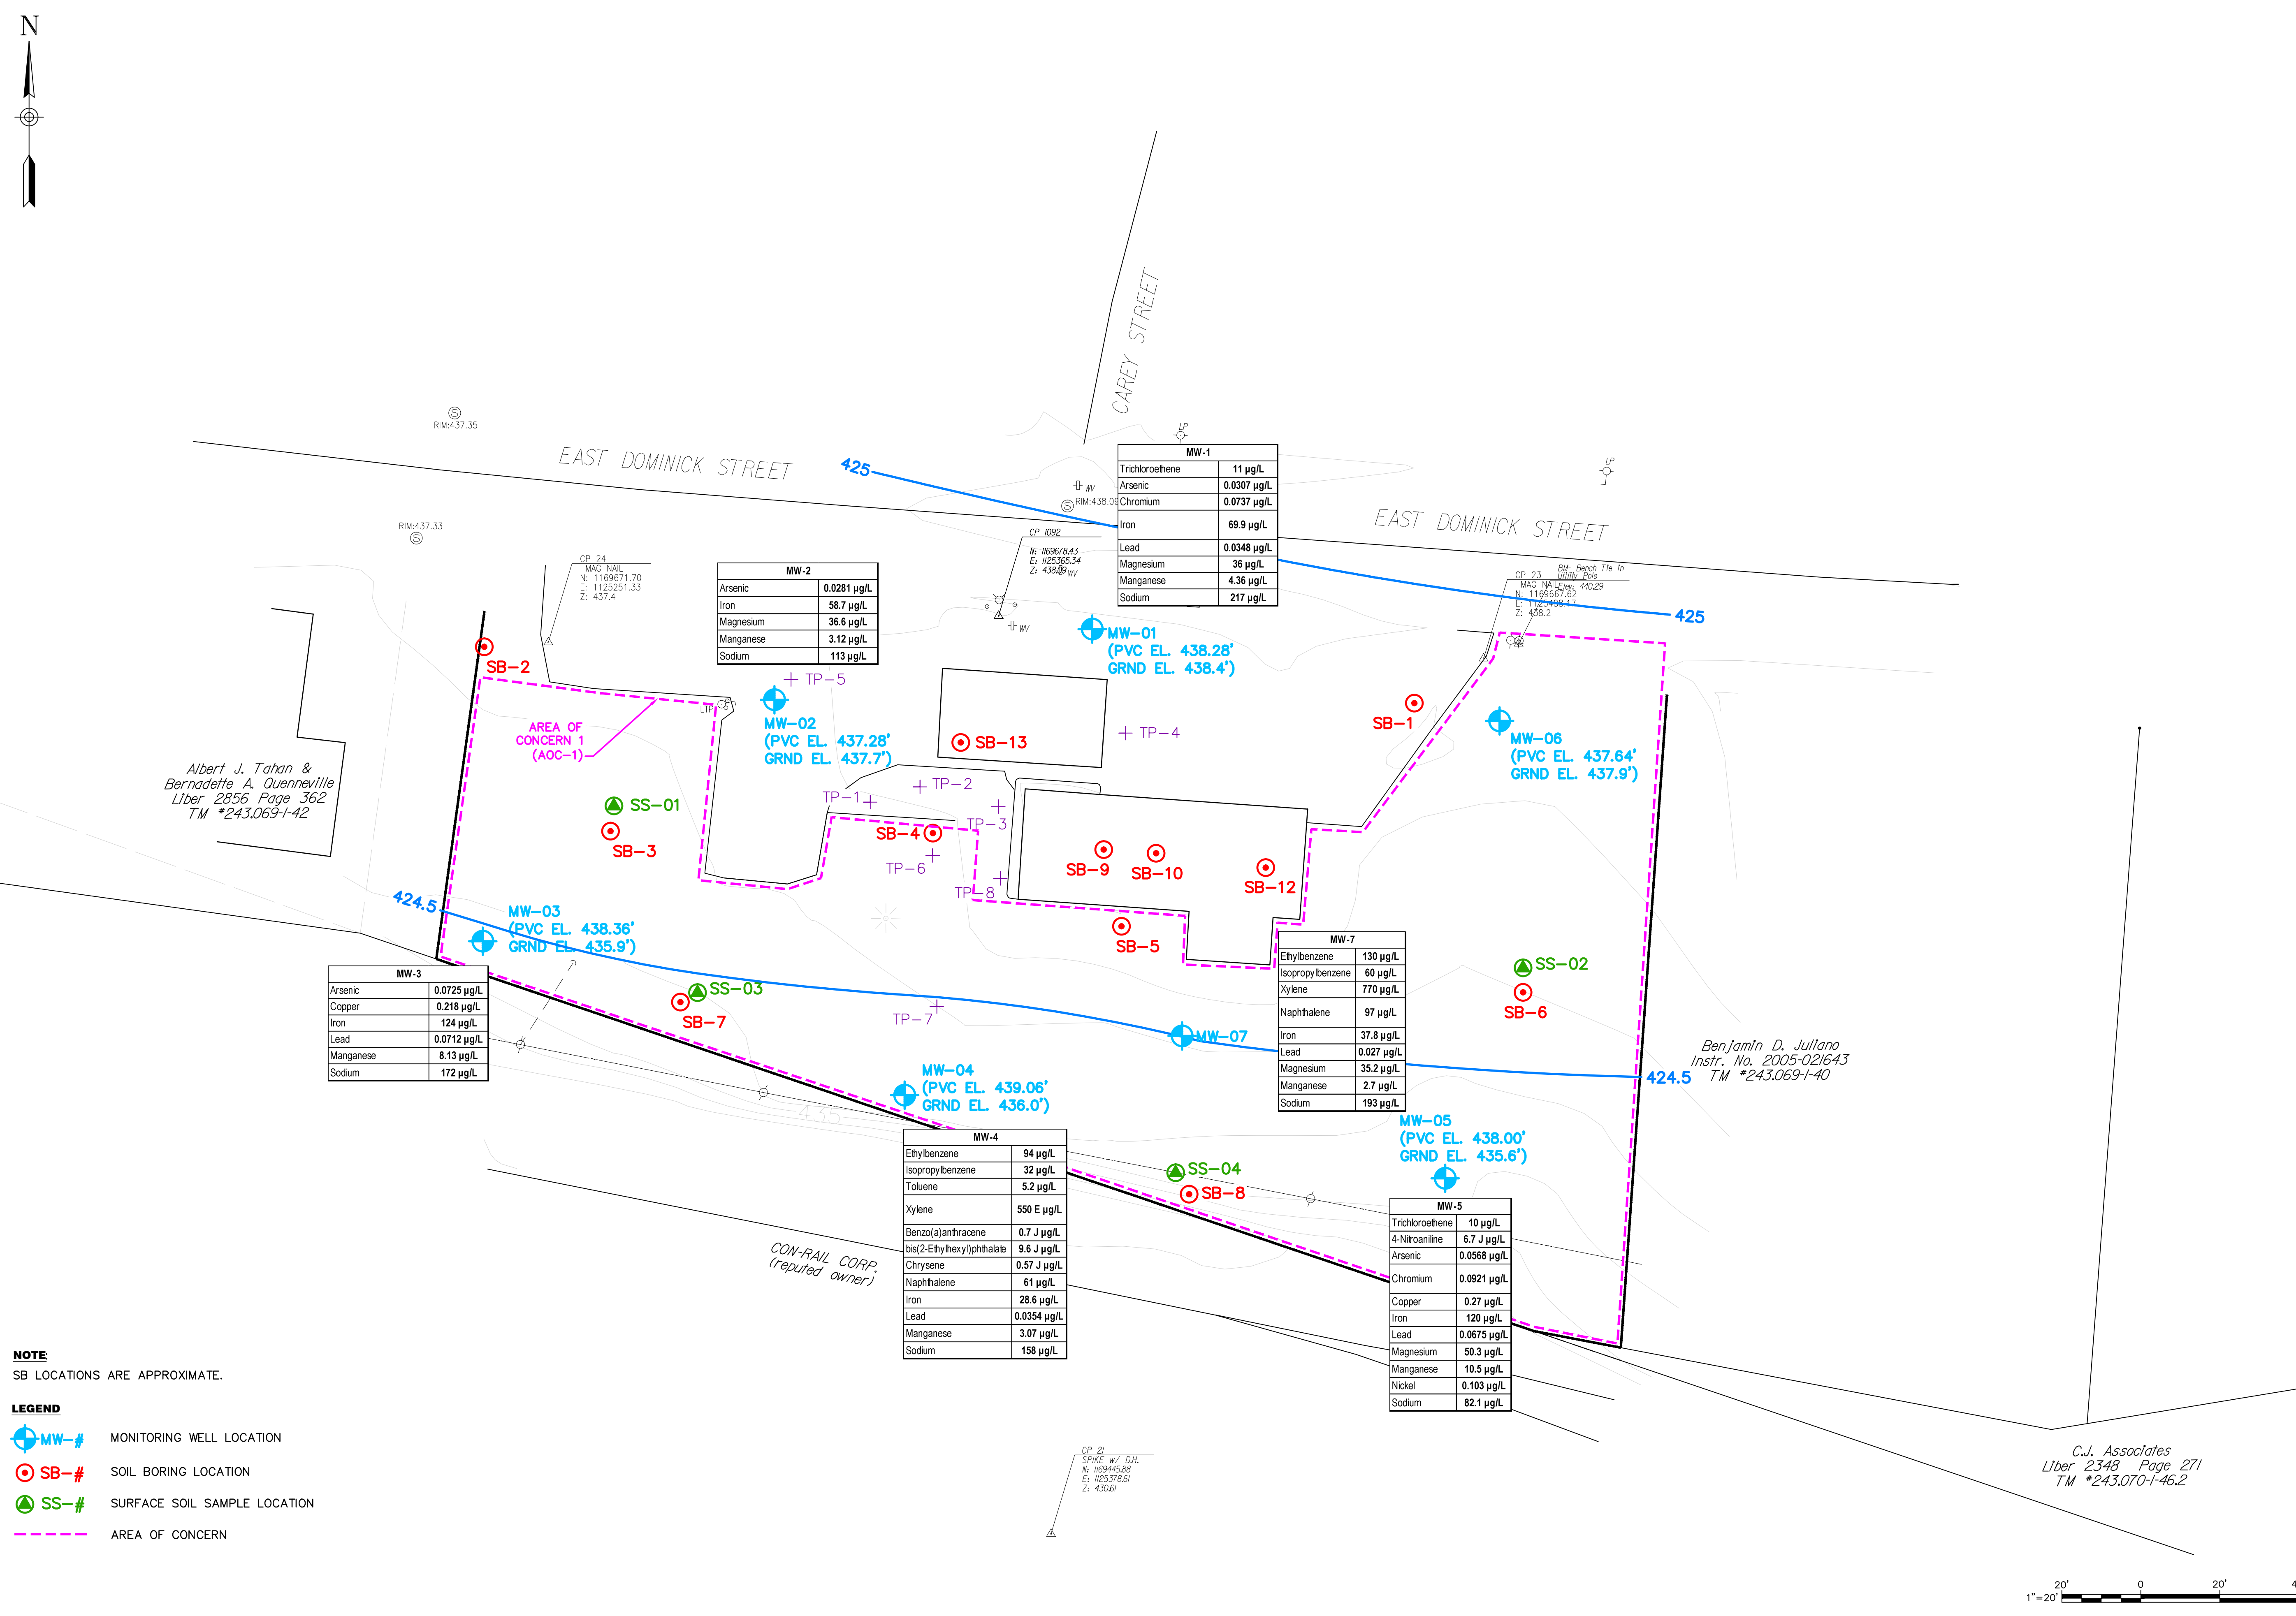 N
CAREY STREET
RIM:437.35
EAST DOMINICK STREET
425
LP
LP
WV
RIM:438.09
EAST DOMINICK STREET
RIM:437.33
CP 1092
N: 1169678.43
E: 1125365.34
Z: 438.09
WV
WV
CP 24
MAG NAIL
N: 1169671.70
E: 1125251.33
Z: 437.4
MW-1
Trichloroethene 11 µg/L
Arsenic 0.0307 µg/L
Chromium 0.0737 µg/L
Iron 69.9 µg/L
Lead 0.0348 µg/L
Magnesium 36 µg/L
Manganese 4.36 µg/L
Sodium 217 µg/L
MW-2
Arsenic 0.0281 µg/L
Iron 58.7 µg/L
Magnesium 36.6 µg/L
Manganese 3.12 µg/L
Sodium 113 µg/L
BM- Bench Tie In
Utility Pole
Elev: 440.29
CP 23
MAG NAIL
N: 1169667.62
Z: 438.2
425
MW-01
(PVC EL. 438.28'
GRND EL. 438.4')
SB-2
TP-5
LTP
MW-02
(PVC EL. 437.28'
GRND EL. 437.7')
SB-13
TP-4
SB-1
MW-06
(PVC EL. 437.64'
GRND EL. 437.9')
AREA OF
CONCERN 1
(AOC-1)
Albert J. Tahan &
Bernadette A. Quenneville
Liber 2856 Page 362
TM #243.069-1-42
SS-01
SB-3
TP-1
TP-2
TP-3
SB-4
TP-6
TP-8
SB-9
SB-10
SB-12
SB-5
424.5
MW-03
(PVC EL. 438.36'
GRND EL. 435.9')
MW-3
Arsenic 0.0725 µg/L
Copper 0.218 µg/L
Iron 124 µg/L
Lead 0.0712 µg/L
Manganese 8.13 µg/L
Sodium 172 µg/L
SS-03
SB-7
TP-7
MW-07
MW-7
Ethylbenzene 130 µg/L
Isopropylbenzene 60 µg/L
Xylene 770 µg/L
Naphthalene 97 µg/L
Iron 37.8 µg/L
Lead 0.027 µg/L
Magnesium 35.2 µg/L
Manganese 2.7 µg/L
Sodium 193 µg/L
SS-02
SB-6
Benjamin D. Juliano
Instr. No. 2005-021643
TM #243.069-1-40
424.5
MW-04
(PVC EL. 439.06'
GRND EL. 436.0')
435
MW-4
Ethylbenzene 94 µg/L
Isopropylbenzene 32 µg/L
Toluene 5.2 µg/L
Xylene 550 E µg/L
Benzo(a)anthracene 0.7 J µg/L
bis(2-Ethylhexyl)phthalate 9.6 J µg/L
Chrysene 0.57 J µg/L
Naphthalene 61 µg/L
Iron 28.6 µg/L
Lead 0.0354 µg/L
Manganese 3.07 µg/L
Sodium 158 µg/L
SS-04
SB-8
MW-05
(PVC EL. 438.00'
GRND EL. 435.6')
MW-5
Trichloroethene 10 µg/L
4-Nitroaniline 6.7 J µg/L
Arsenic 0.0568 µg/L
Chromium 0.0921 µg/L
Copper 0.27 µg/L
Iron 120 µg/L
Lead 0.0675 µg/L
Magnesium 50.3 µg/L
Manganese 10.5 µg/L
Nickel 0.103 µg/L
Sodium 82.1 µg/L
CON-RAIL CORP.
(reputed owner)
CP 21
SPIKE w/ D.H.
N: 1169445.88
E: 1125378.61
Z: 430.61
C.J. Associates
Liber 2348 Page 271
TM #243.070-1-46.2
NOTE:
SB LOCATIONS ARE APPROXIMATE.
LEGEND
MW-# MONITORING WELL LOCATION
SB-# SOIL BORING LOCATION
SS-# SURFACE SOIL SAMPLE LOCATION
AREA OF CONCERN
20' 0 20'
1"=20'